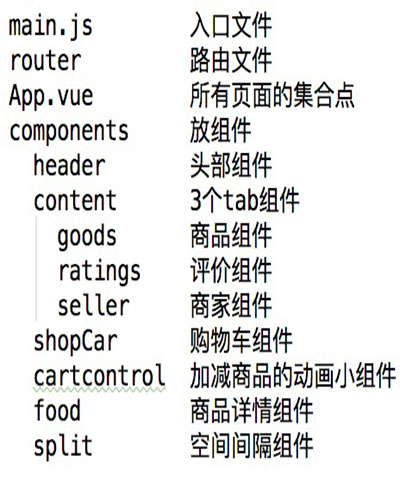 main.js 入口文件
router 路由文件
App.vue 所有页面的集合点
components 放组件
header 头部组件
content 3个tab组件
goods 商品组件
ratings 评价组件
seller 商家组件
shopCar 购物车组件
cartcontrol 加减商品的动画小组件
food 商品详情组件
split 空间间隔组件